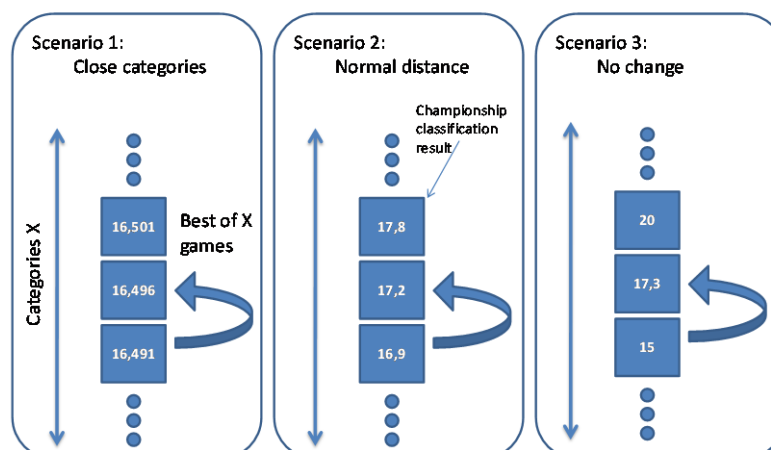 Scenario 1:
Close categories
Categories X
16,501
16,496
16,491
Best of X
games
Scenario 2:
Normal distance
Championship
classification
result
17,8
17,2
16,9
Scenario 3:
No change
20
17,3
15